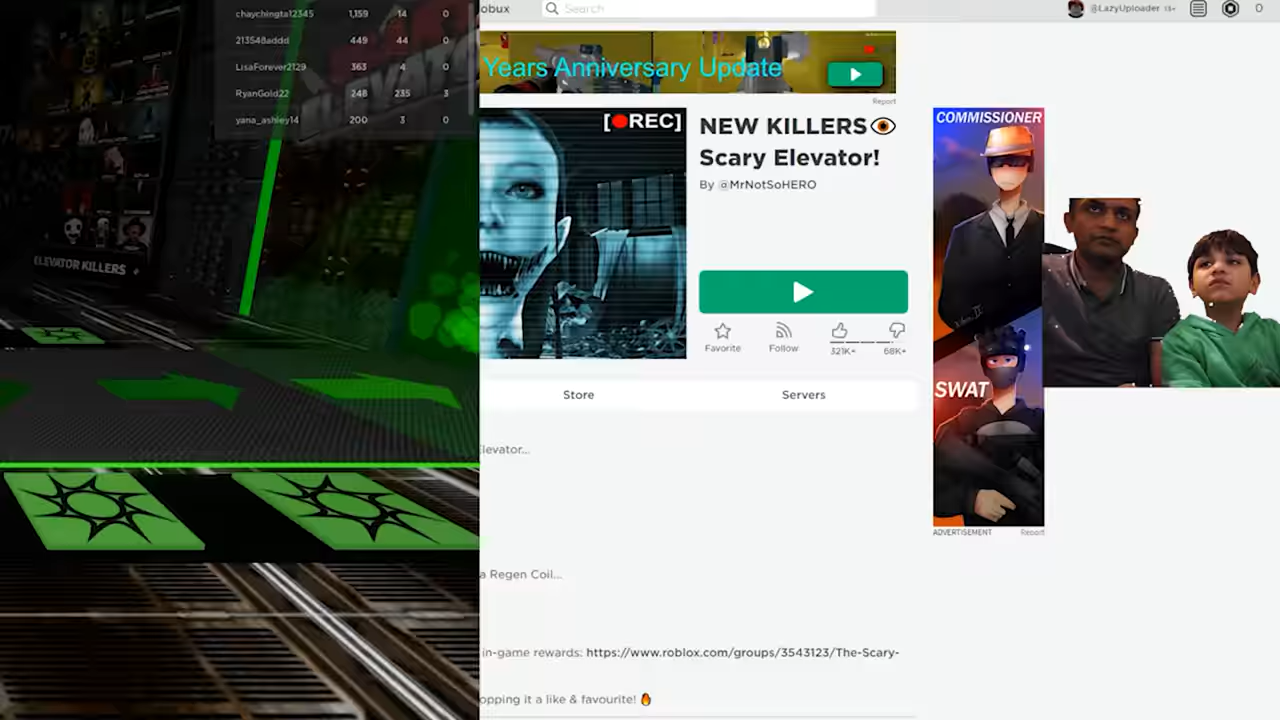 chaychingta12345 1,159 14 0
213548addd 449 44 0
LisaForever2129 363 4 0
RyanGold22 248 235 3
yana_ashley14 200 3 0
ELEVATOR KILLERS
obux
Search
@LazyUploader 13+
0
Years Anniversary Update
Report
[REC]
NEW KILLERS
Scary Elevator!
By @MrNotSoHERO
Favorite
Follow
321K+
68K+
Store
Servers
Elevator...
a Regen Coil...
in-game rewards: https://www.roblox.com/groups/3543123/The-Scary-
opping it a like & favourite!
COMMISSIONER
SWAT
ADVERTISEMENT
Report